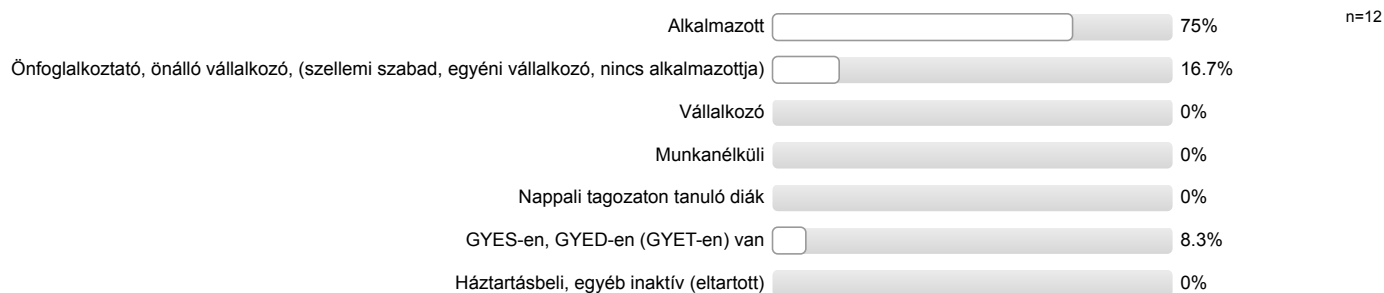 Alkalmazott 75% n=12
Önfoglalkoztató, önálló vállalkozó, (szellemi szabad, egyéni vállalkozó, nincs alkalmazottja) 16.7%
Vállalkozó 0%
Munkanélküli 0%
Nappali tagozaton tanuló diák 0%
GYES-en, GYED-en (GYET-en) van 8.3%
Háztartásbeli, egyéb inaktív (eltartott) 0%